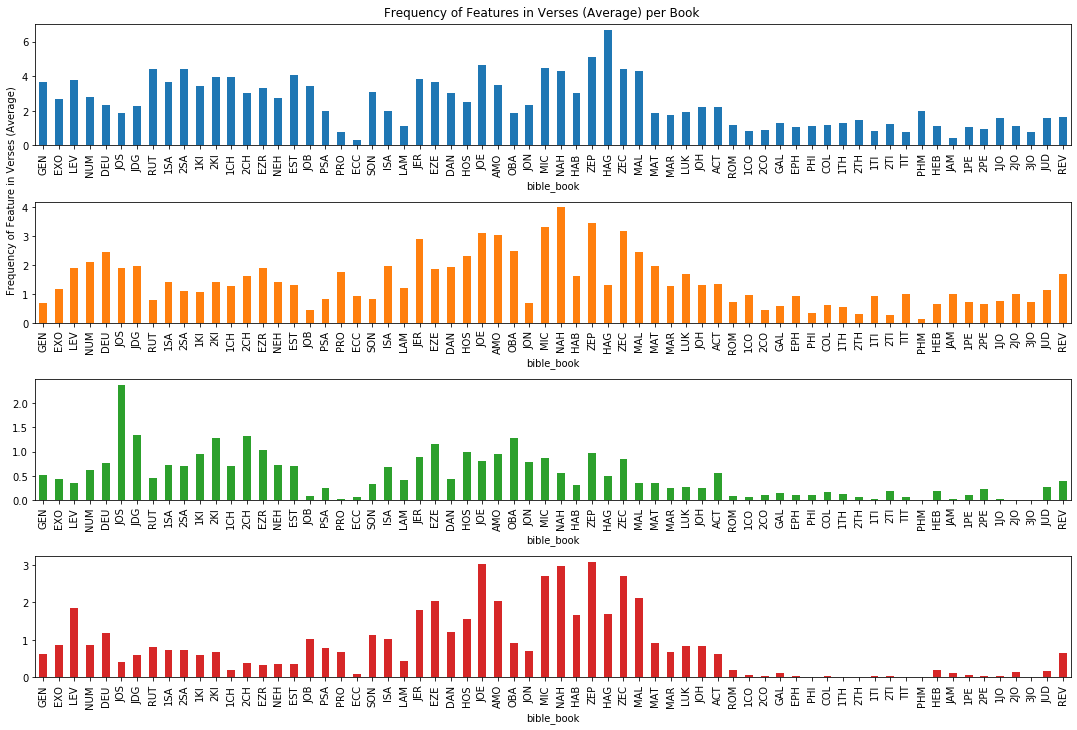 Frequency of Features in Verses (Average) per Book
Frequency of Feature in Verses (Average)
6
4
2
0
GEN EXO LEV NUM DEU JOS JDG RUT 1SA 2SA 1KI 2KI 1CH 2CH EZR NEH EST JOB PSA PRO ECC SON ISA LAM JER EZE DAN HOS JOE AMO OBA JON MIC NAH HAB ZEP HAG ZEC MAL MAT MAR LUK JOH ACT ROM 1CO 2CO GAL EPH PHI COL 1TH 2TH 1TI 2TI TIT PHM HEB JAM 1PE 2PE 1JO 2JO 3JO JUD REV
bible_book
4
3
2
1
0
GEN EXO LEV NUM DEU JOS JDG RUT 1SA 2SA 1KI 2KI 1CH 2CH EZR NEH EST JOB PSA PRO ECC SON ISA LAM JER EZE DAN HOS JOE AMO OBA JON MIC NAH HAB ZEP HAG ZEC MAL MAT MAR LUK JOH ACT ROM 1CO 2CO GAL EPH PHI COL 1TH 2TH 1TI 2TI TIT PHM HEB JAM 1PE 2PE 1JO 2JO 3JO JUD REV
bible_book
2.0
1.5
1.0
0.5
0.0
GEN EXO LEV NUM DEU JOS JDG RUT 1SA 2SA 1KI 2KI 1CH 2CH EZR NEH EST JOB PSA PRO ECC SON ISA LAM JER EZE DAN HOS JOE AMO OBA JON MIC NAH HAB ZEP HAG ZEC MAL MAT MAR LUK JOH ACT ROM 1CO 2CO GAL EPH PHI COL 1TH 2TH 1TI 2TI TIT PHM HEB JAM 1PE 2PE 1JO 2JO 3JO JUD REV
bible_book
3
2
1
0
GEN EXO LEV NUM DEU JOS JDG RUT 1SA 2SA 1KI 2KI 1CH 2CH EZR NEH EST JOB PSA PRO ECC SON ISA LAM JER EZE DAN HOS JOE AMO OBA JON MIC NAH HAB ZEP HAG ZEC MAL MAT MAR LUK JOH ACT ROM 1CO 2CO GAL EPH PHI COL 1TH 2TH 1TI 2TI TIT PHM HEB JAM 1PE 2PE 1JO 2JO 3JO JUD REV
bible_book